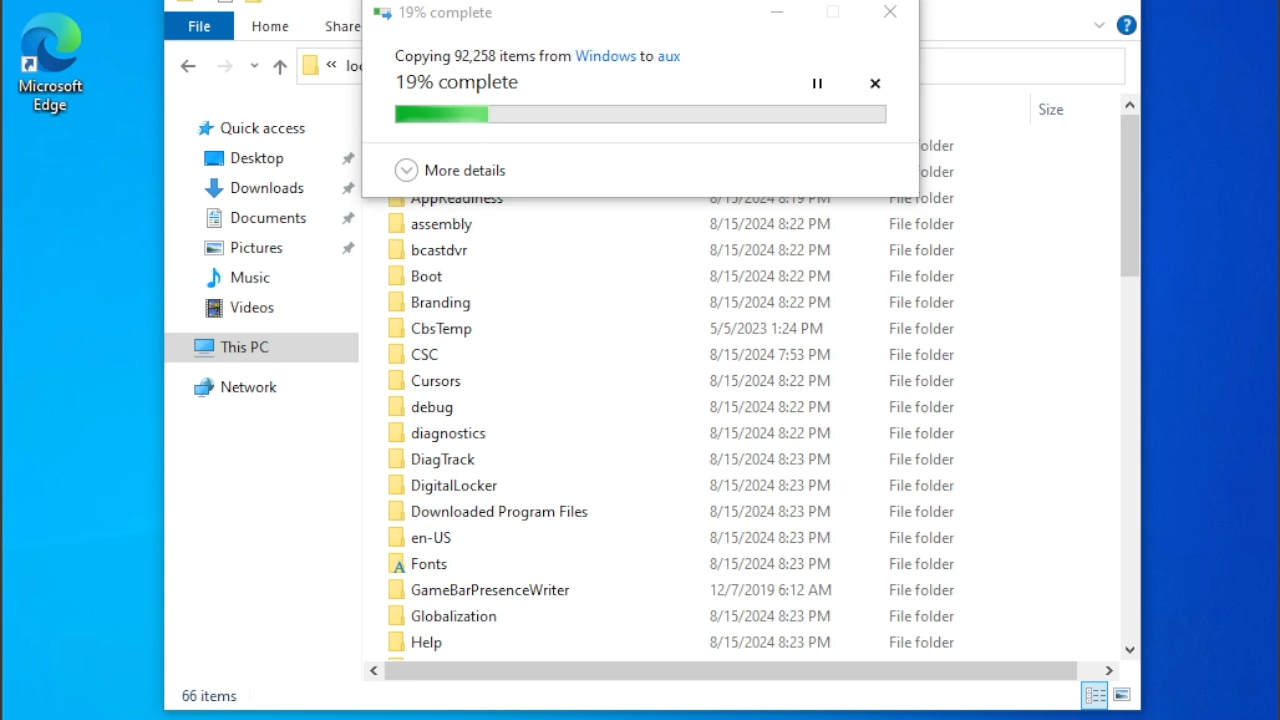 Microsoft
Edge
19% complete
File
Home
Share
Copying 92,258 items from Windows to aux
19% complete
More details
Size
Quick access
Desktop
Downloads
Documents
Pictures
Music
Videos
This PC
Network
older
older
AppReadiness 8/15/2024 8:19 PM File folder
assembly 8/15/2024 8:22 PM File folder
bcastdvr 8/15/2024 8:22 PM File folder
Boot 8/15/2024 8:22 PM File folder
Branding 8/15/2024 8:22 PM File folder
CbsTemp 5/5/2023 1:24 PM File folder
CSC 8/15/2024 7:53 PM File folder
Cursors 8/15/2024 8:22 PM File folder
debug 8/15/2024 8:22 PM File folder
diagnostics 8/15/2024 8:22 PM File folder
DiagTrack 8/15/2024 8:23 PM File folder
DigitalLocker 8/15/2024 8:23 PM File folder
Downloaded Program Files 8/15/2024 8:23 PM File folder
en-US 8/15/2024 8:23 PM File folder
Fonts 8/15/2024 8:23 PM File folder
GameBarPresenceWriter 12/7/2019 6:12 AM File folder
Globalization 8/15/2024 8:23 PM File folder
Help 8/15/2024 8:23 PM File folder
66 items